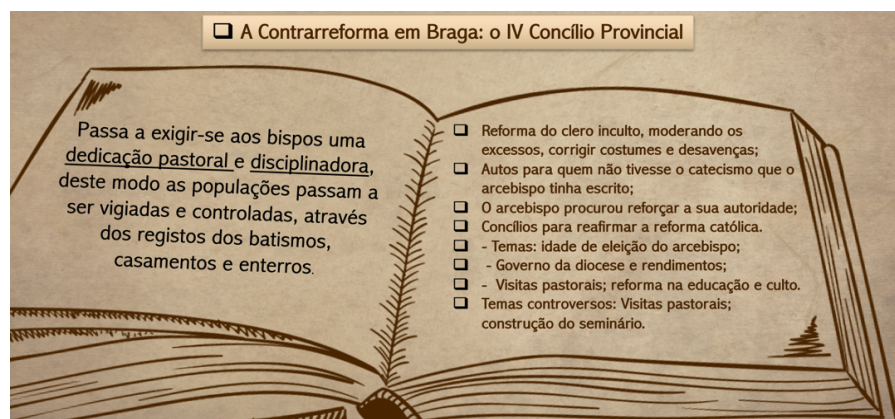 ❑ A Contrarreforma em Braga: o IV Concílio Provincial
Passa a exigir-se aos bispos uma
dedicação pastoral e disciplinadora,
deste modo as populações passam a
ser vigiadas e controladas, através
dos registos dos batismos,
casamentos e enterros.
❑ Reforma do clero inculto, moderando os
excessos, corrigir costumes e desavenças;
❑ Autos para quem não tivesse o catecismo que o
arcebispo tinha escrito;
❑ O arcebispo procurou reforçar a sua autoridade;
❑ Concílios para reafirmar a reforma católica.
❑ - Temas: idade de eleição do arcebispo;
❑ - Governo da diocese e rendimentos;
❑ - Visitas pastorais; reforma na educação e culto.
❑ Temas controversos: Visitas pastorais;
construção do seminário.